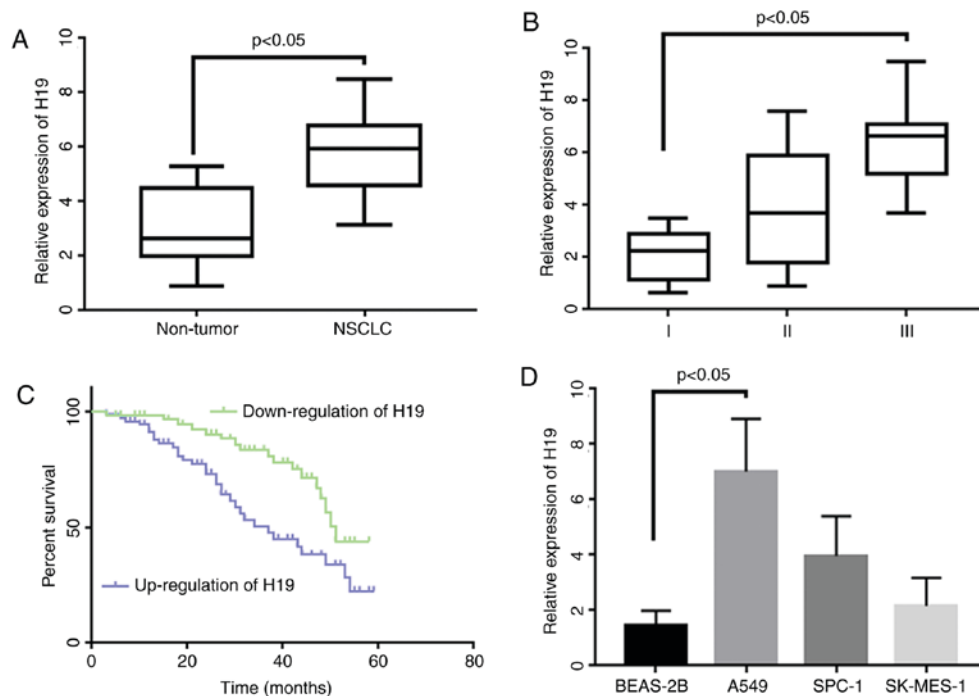 A
Relative expression of H19
10
8
6
4
2
0
p<0.05
Non-tumor
NSCLC
B
Relative expression of H19
10
8
6
4
2
0
p<0.05
I
II
III
C
Percent survival
100
50
0
Down-regulation of H19
Up-regulation of H19
0
20
40
60
80
Time (months)
D
Relative expression of H19
10
8
6
4
2
0
p<0.05
BEAS-2B
A549
SPC-1
SK-MES-1